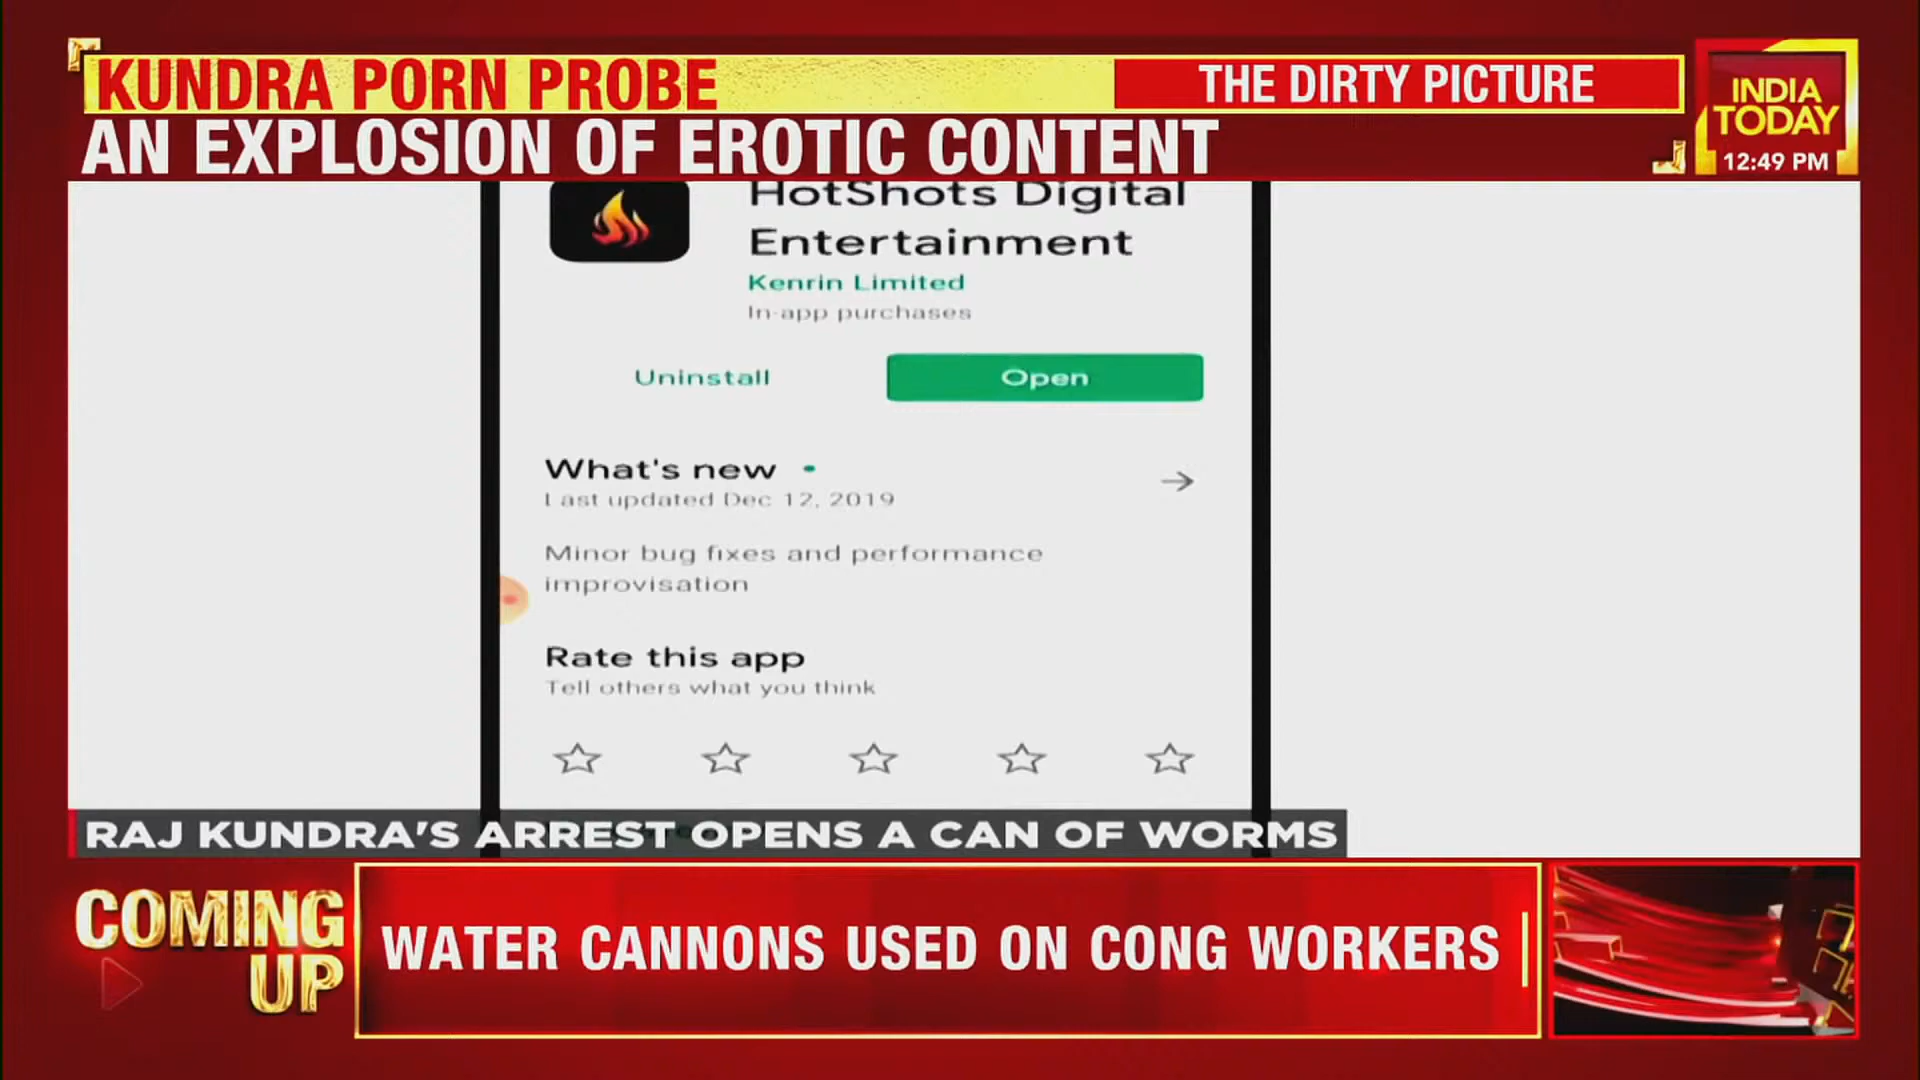 KUNDRA PORN PROBE
THE DIRTY PICTURE
INDIA
TODAY
12:49 PM
AN EXPLOSION OF EROTIC CONTENT
HotShots Digital
Entertainment
Kenrin Limited
In-app purchases
Uninstall
Open
What's new
Last updated Dec 12, 2019
Minor bug fixes and performance
improvisation
Rate this app
Tell others what you think
RAJ KUNDRA'S ARREST OPENS A CAN OF WORMS
COMING
UP
WATER CANNONS USED ON CONG WORKERS